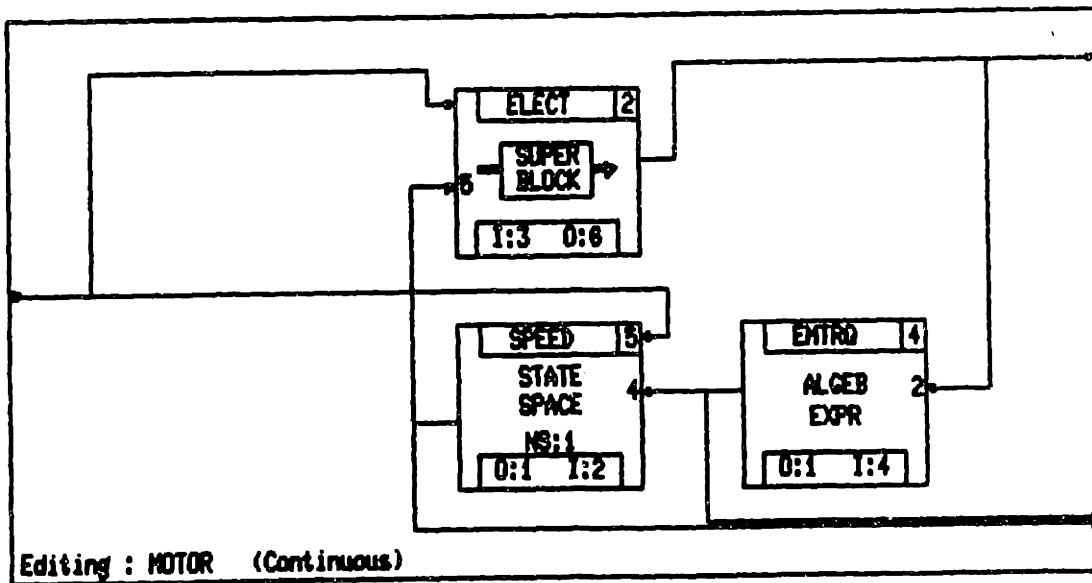 ELECT 2
5
SUPER
BLOCK
I:3 O:6
SPEED 5
STATE
SPACE
4
NS:1
O:1 I:2
EMTRQ 4
ALGEB
EXPR
2
O:1 I:4
Editing : MOTOR (Continuous)